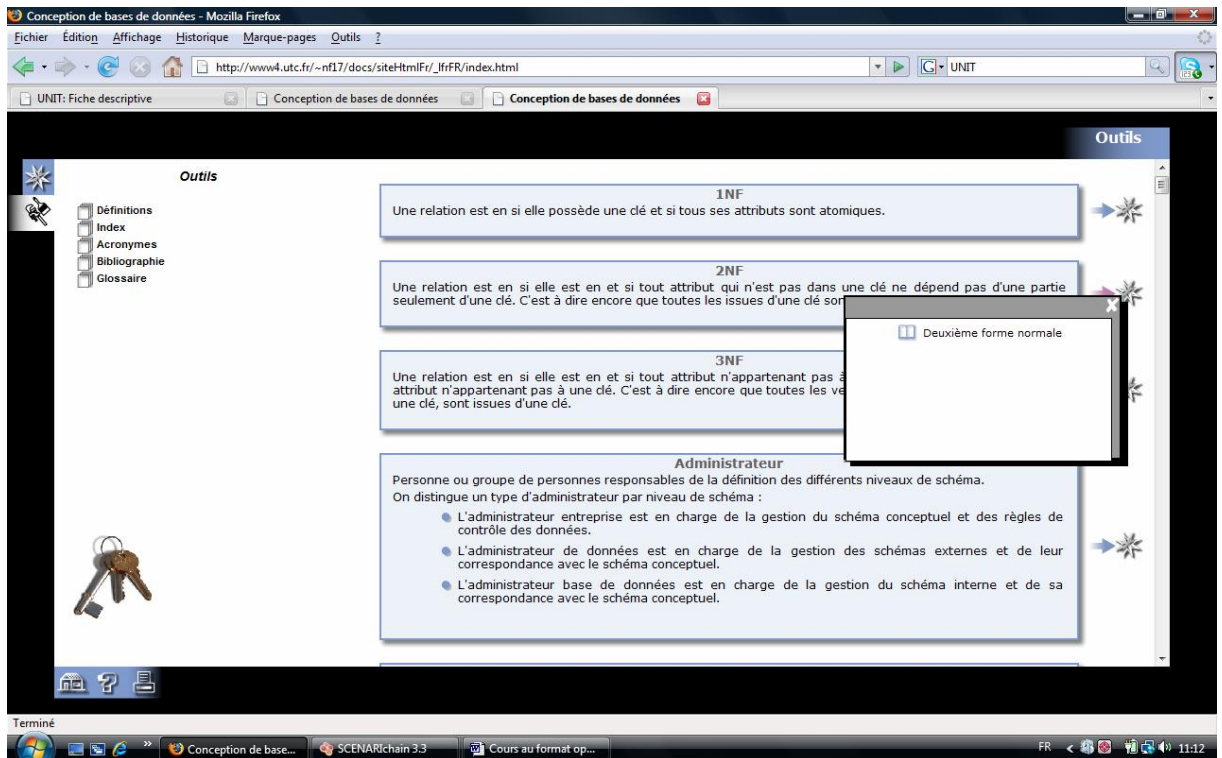 Conception de bases de données - Mozilla Firefox
Fichier Édition Affichage Historique Marque-pages Outils ?
http://www4.utc.fr/~nf17/docs/siteHtmlFr/_lfrFR/index.html
G UNIT
UNIT: Fiche descriptive
Conception de bases de données
Conception de bases de données
Outils
Outils
Définitions
Index
Acronymes
Bibliographie
Glossaire
1NF
Une relation est en si elle possède une clé et si tous ses attributs sont atomiques.
2NF
Une relation est en si elle est en et si tout attribut qui n'est pas dans une clé ne dépend pas d'une partie
seulement d'une clé. C'est à dire encore que toutes les issues d'une clé
Deuxième forme normale
3NF
Une relation est en si elle est en et si tout attribut n'appartenant pas
attribut n'appartenant pas à une clé. C'est à dire encore que toutes les
une clé, sont issues d'une clé.
Administrateur
Personne ou groupe de personnes responsables de la définition des différents niveaux de schéma.
On distingue un type d'administrateur par niveau de schéma :
L'administrateur entreprise est en charge de la gestion du schéma conceptuel et des règles de
contrôle des données.
L'administrateur de données est en charge de la gestion des schémas externes et de leur
correspondance avec le schéma conceptuel.
L'administrateur base de données est en charge de la gestion du schéma interne et de sa
correspondance avec le schéma conceptuel.
Terminé
Conception de base...
SCENARIchain 3.3
Cours au format op...
FR
11:12